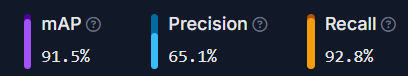 mAP ? Precision ? Recall ?
91.5% 65.1% 92.8%